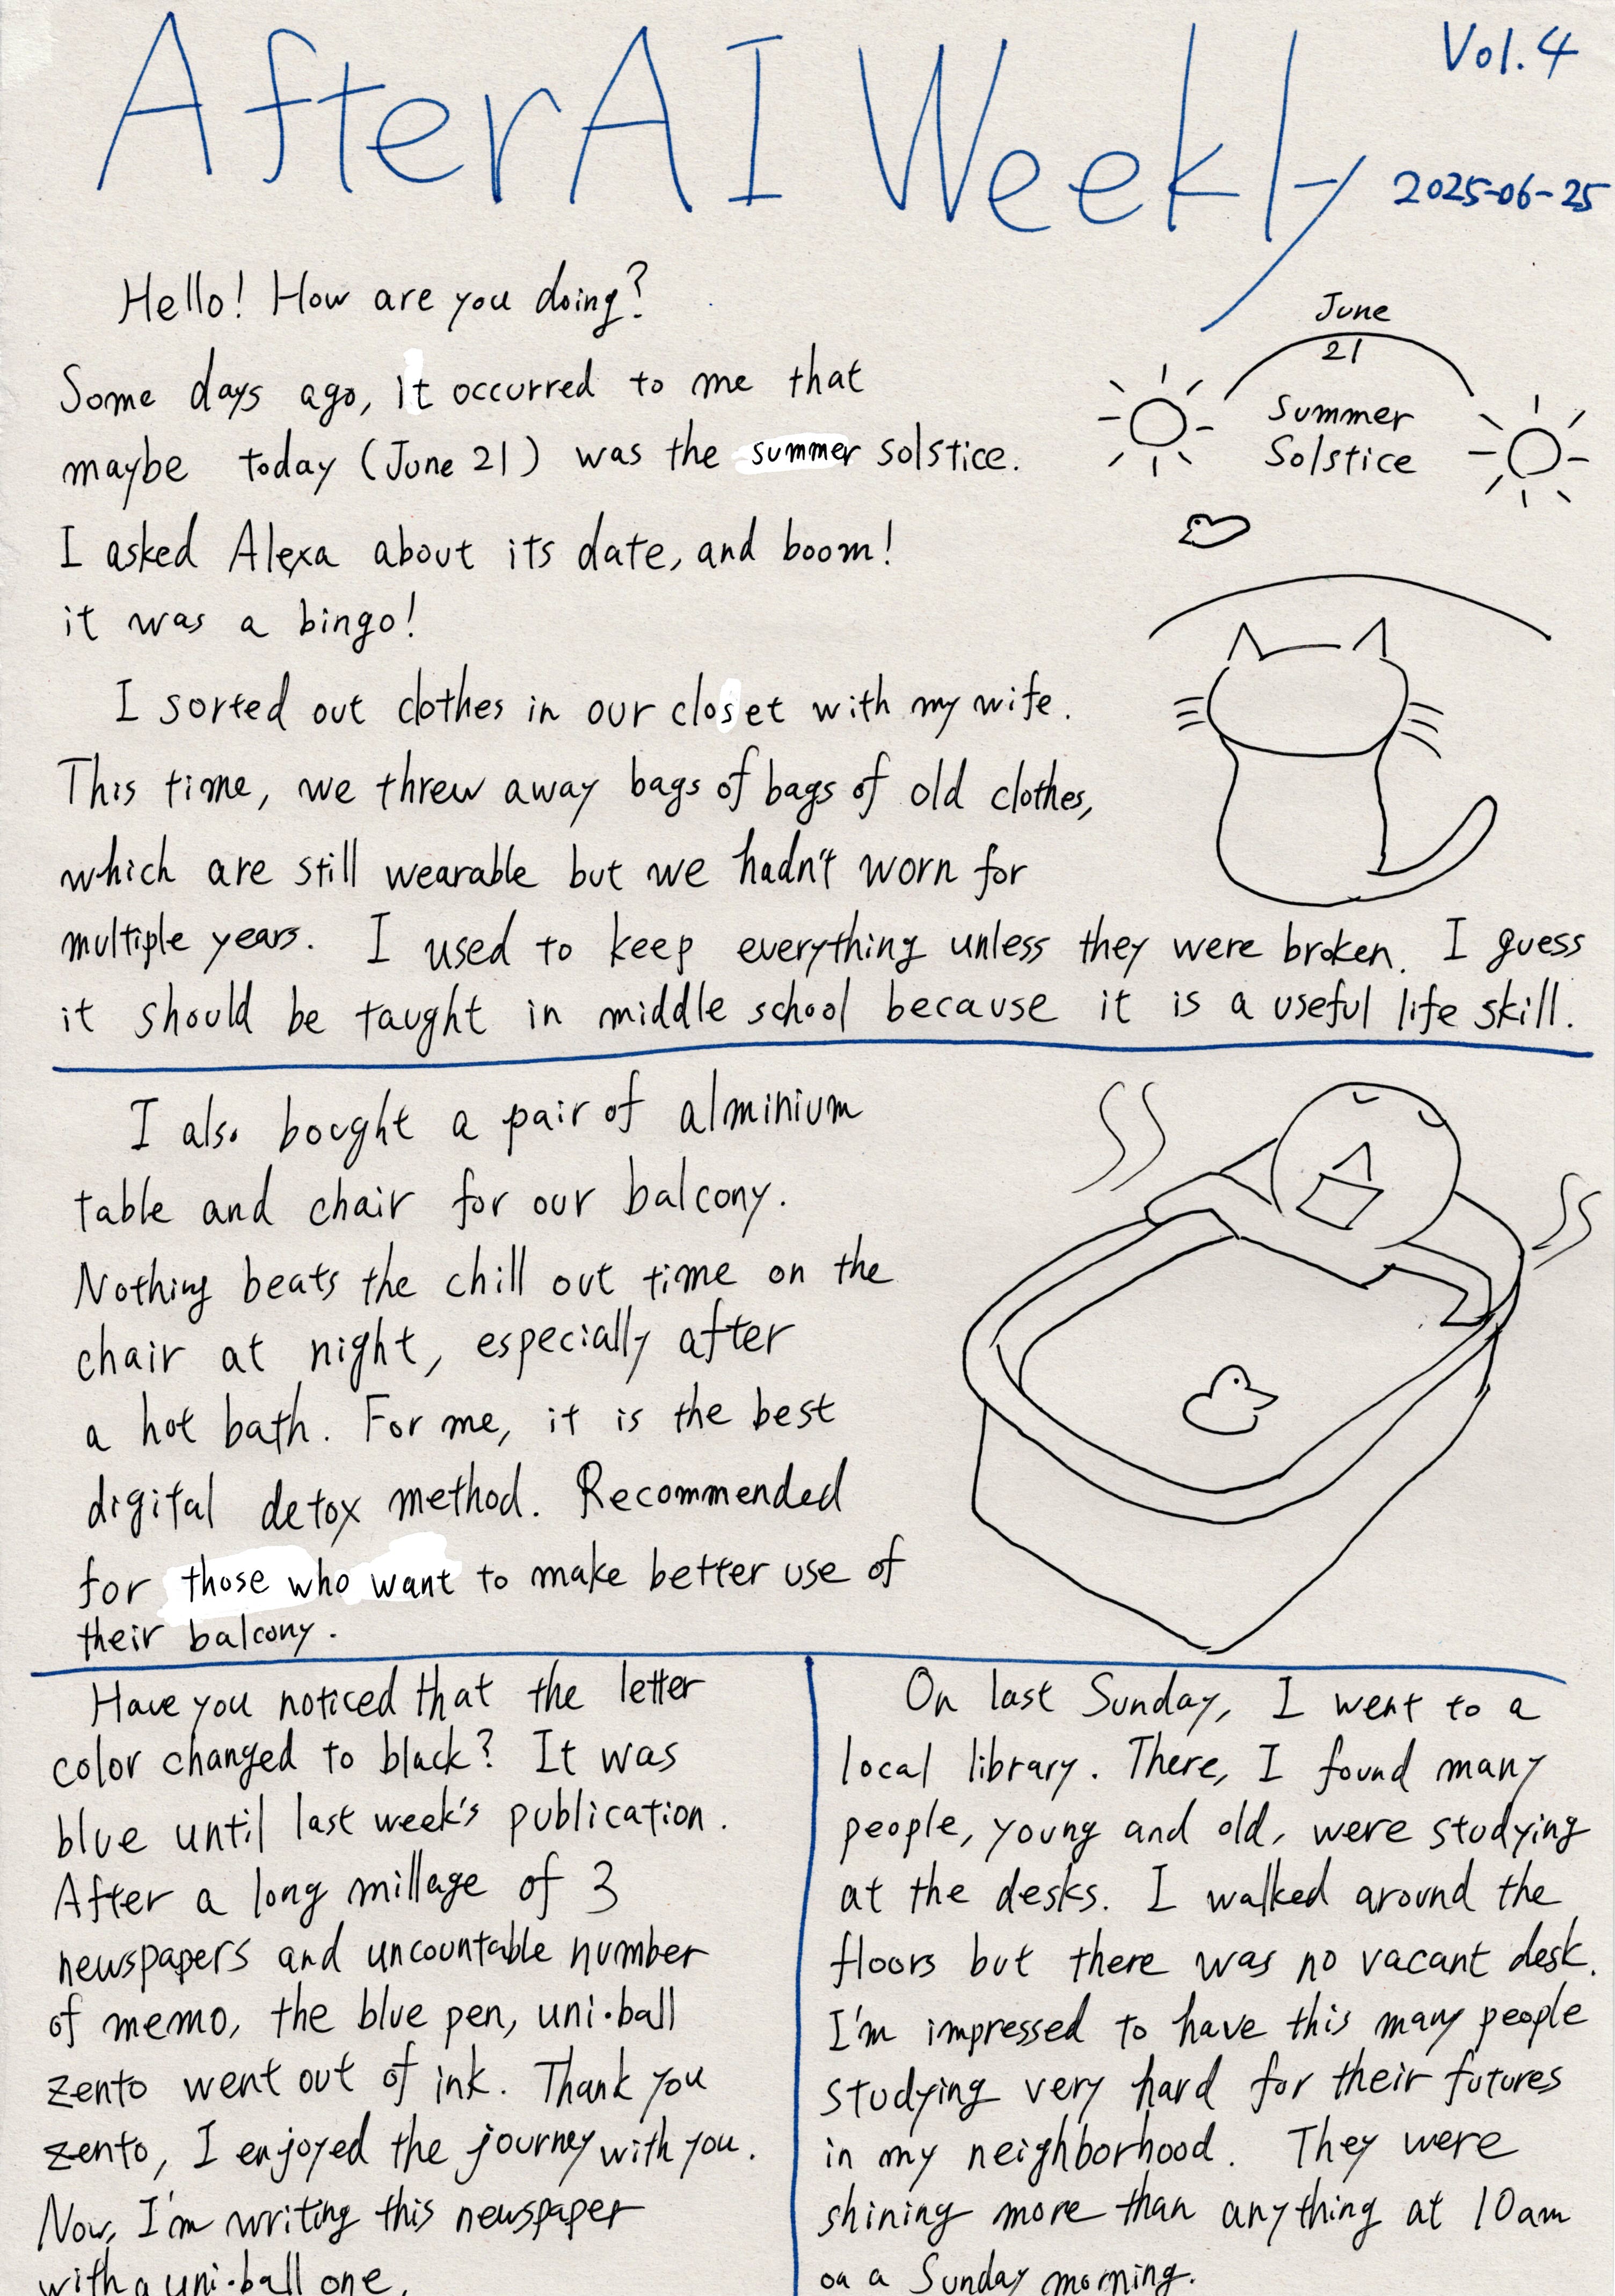 AfterAI Weekly
Vol. 4
2025-06-25
Hello! How are you doing?
Some days ago, it occurred to me that
maybe today (June 21) was the summer solstice.
I asked Alexa about its date, and boom!
it was a bingo!
June
21
Summer
Solstice
I sorted out clothes in our closet with my wife.
This time, we threw away bags of bags of old clothes,
which are still wearable but we hadn't worn for
multiple years. I used to keep everything unless they were broken. I guess
it should be taught in middle school because it is a useful life skill.
I also bought a pair of alminium
table and chair for our balcony.
Nothing beats the chill out time on the
chair at night, especially after
a hot bath. For me, it is the best
digital detox method. Recommended
for those who want to make better use of
their balcony.
Have you noticed that the letter
color changed to black? It was
blue until last week's publication.
After a long millage of 3
newspapers and uncountable number
of memo, the blue pen, uni-ball
zento went out of ink. Thank you
zento, I enjoyed the journey with you.
Now, I'm writing this newspaper
with a uni-ball one.
On last Sunday, I went to a
local library. There, I found many
people, young and old, were studying
at the desks. I walked around the
floors but there was no vacant desk.
I'm impressed to have this many people
studying very hard for their futures
in my neighborhood. They were
shining more than anything at 10am
on a Sunday morning.